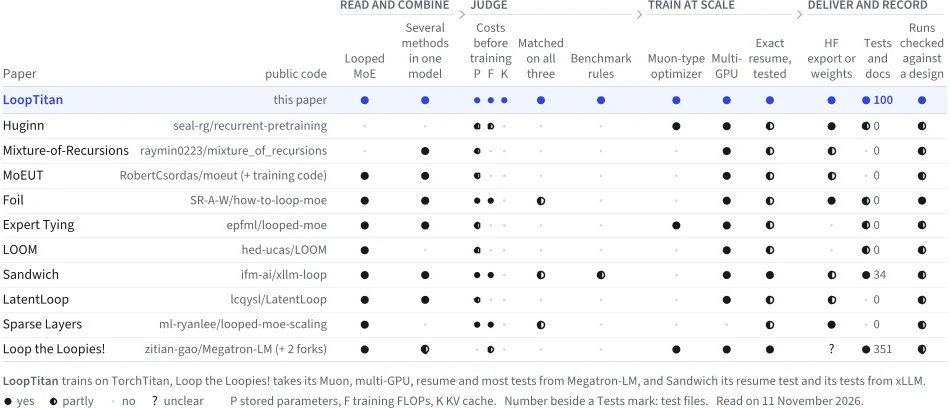 READ AND COMBINE JUDGE TRAIN AT SCALE DELIVER AND RECORD
Paper public code Looped MoE Several methods in one model Costs before training P F K Matched on all three Benchmark rules Muon-type optimizer Multi-GPU Exact resume, tested HF export or weights Tests and docs Runs checked against a design
LoopTitan this paper ● ● ● ● ● ● ● ● ● ● ● ● 100 ●
Huginn seal-rg/recurrent-pretraining · · ◐ ◐ · · · ● ● ◐ ● ◐ 0 ◐
Mixture-of-Recursions raymin0223/mixture_of_recursions · ● ◐ · · · · · ● ◐ ◐ · 0 ◐
MoEUT RobertCsordas/moeut (+ training code) ● ● ◐ · · · · · ● ◐ ◐ · 0 ◐
Foil SR-A-W/how-to-loop-moe ● ● ● ● · ◐ · · ● ◐ ● ◐ 0 ◐
Expert Tying epfml/looped-moe ● ● ◐ · · · · ● ● ◐ · ◐ 0 ◐
LOOM hed-ucas/LOOM ● · ◐ · · · · · ● ◐ · ◐ 0 ◐
Sandwich ifm-ai/xllm-loop ● ● ● ● · ◐ ◐ · ● ● ◐ ● 34 ◐
LatentLoop lcqysl/LatentLoop ● ● ◐ · · · · · ● ◐ ◐ · 0 ◐
Sparse Layers ml-ryanlee/looped-moe-scaling ● · ● ● · ◐ · · · ◐ ● · 0 ◐
Loop the Loopies! zitian-gao/Megatron-LM (+ 2 forks) ● ◐ · ◐ · · · ● ● ● ? ● 351 ◐
LoopTitan trains on TorchTitan, Loop the Loopies! takes its Muon, multi-GPU, resume and most tests from Megatron-LM, and Sandwich its resume test and its tests from xLLM.
● yes ◐ partly · no ? unclear P stored parameters, F training FLOPs, K KV cache. Number beside a Tests mark: test files. Read on 11 November 2026.